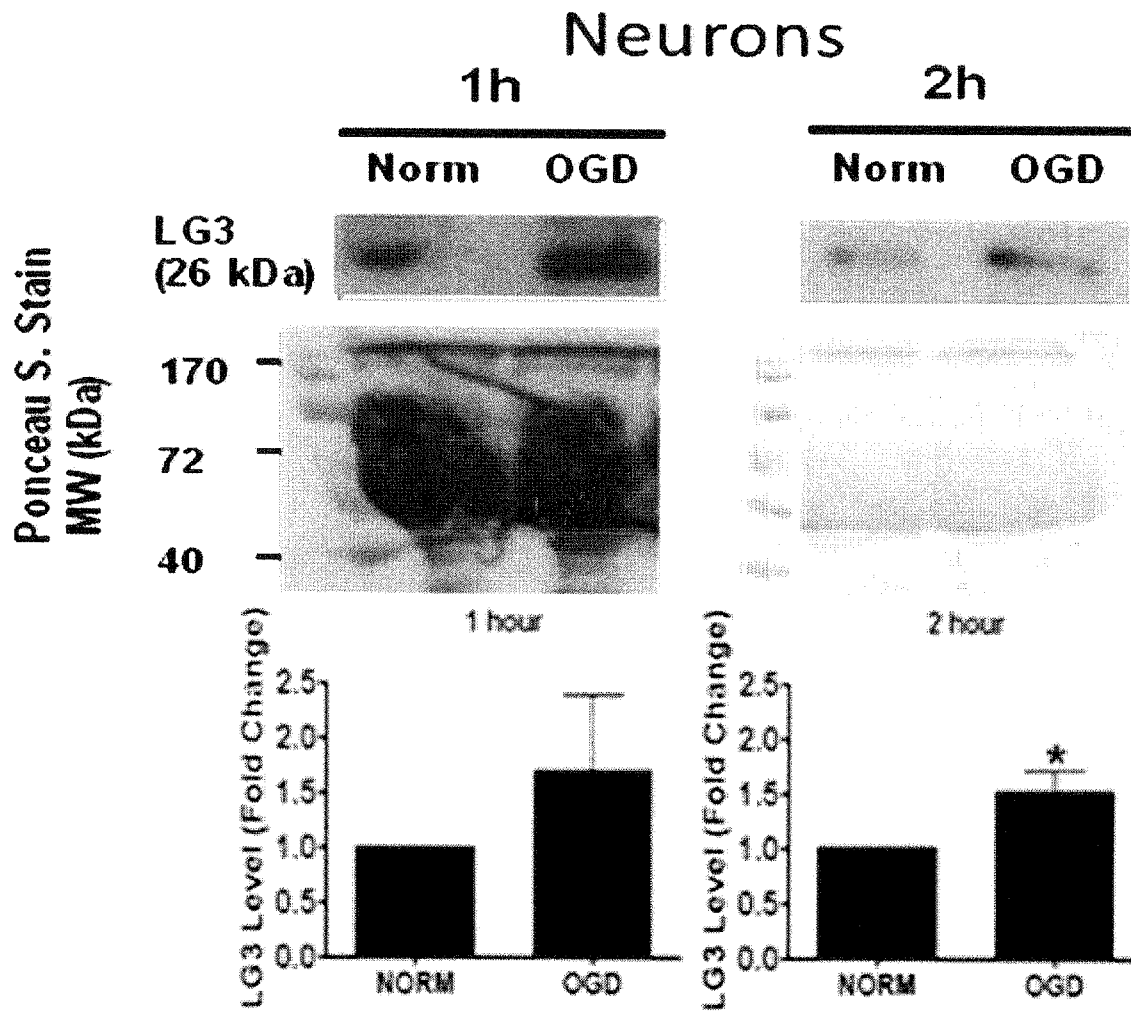 Neurons
1h 2h
Norm OGD Norm OGD
LG3
(26 kDa)
Ponceau S. Stain
MW (kDa)
170
72
40
1 hour
2 hour
LG3 Level (Fold Change)
2.5
2.0
1.5
1.0
0.5
0.0
NORM OGD
LG3 Level (Fold Change)
2.5
2.0
1.5
1.0
0.5
0.0
*
NORM OGD